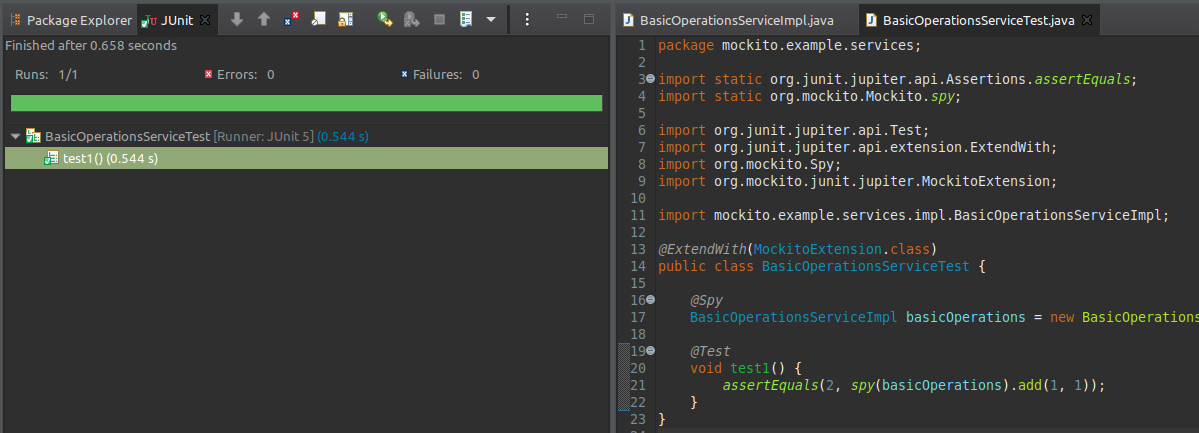 Package Explorer
JUnit
Finished after 0.658 seconds
Runs: 1/1
Errors: 0
Failures: 0
BasicOperationsServiceTest [Runner: JUnit 5] (0.544 s)
test1() (0.544 s)
BasicOperationsServiceImpl.java
BasicOperationsServiceTest.java
1 package mockito.example.services;
2
3 import static org.junit.jupiter.api.Assertions.assertEquals;
4 import static org.mockito.Mockito.spy;
5
6 import org.junit.jupiter.api.Test;
7 import org.junit.jupiter.api.extension.ExtendWith;
8 import org.mockito.Spy;
9 import org.mockito.junit.jupiter.MockitoExtension;
10
11 import mockito.example.services.impl.BasicOperationsServiceImpl;
12
13 @ExtendWith(MockitoExtension.class)
14 public class BasicOperationsServiceTest {
15
16 @Spy
17 BasicOperationsServiceImpl basicOperations = new BasicOperations
18
19 @Test
20 void test1() {
21 assertEquals(2, spy(basicOperations).add(1, 1));
22 }
23 }